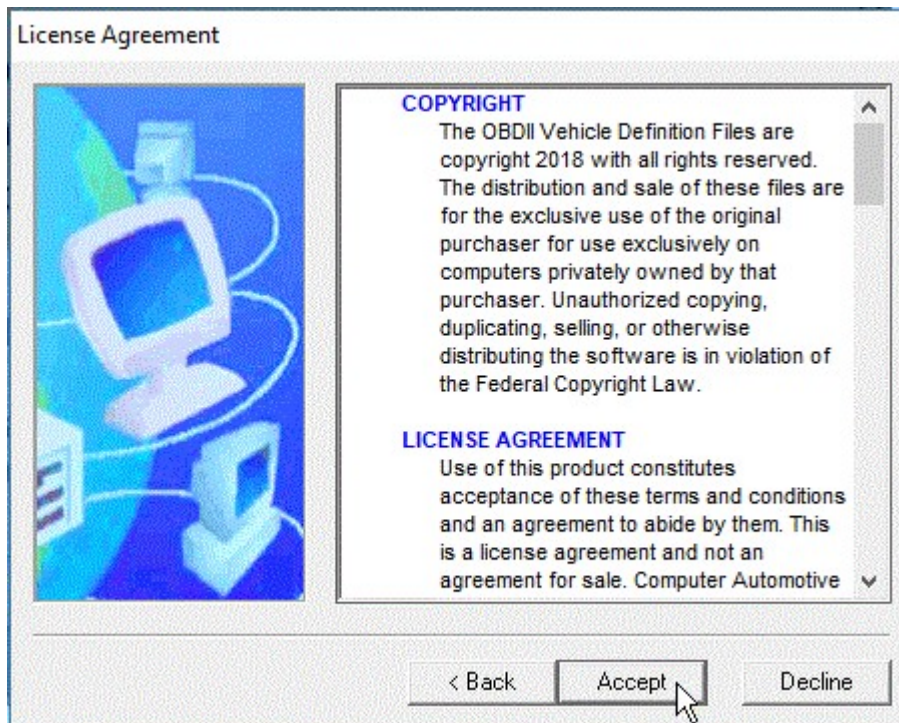 License Agreement
COPYRIGHT
The OBDII Vehicle Definition Files are
copyright 2018 with all rights reserved.
The distribution and sale of these files are
for the exclusive use of the original
purchaser for use exclusively on
computers privately owned by that
purchaser. Unauthorized copying,
duplicating, selling, or otherwise
distributing the software is in violation of
the Federal Copyright Law.
LICENSE AGREEMENT
Use of this product constitutes
acceptance of these terms and conditions
and an agreement to abide by them. This
is a license agreement and not an
agreement for sale. Computer Automotive
< Back
Accept
Decline